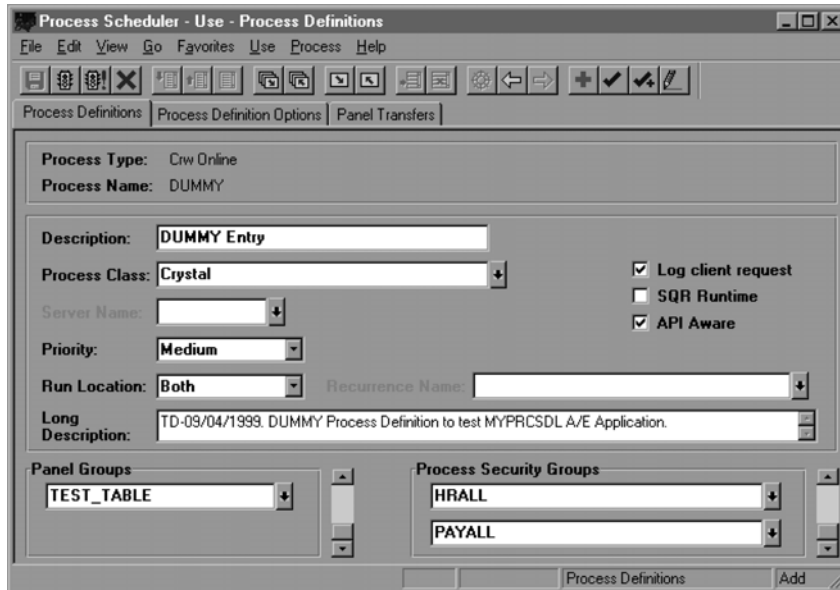 Process Scheduler - Use - Process Definitions
File Edit View Go Favorites Use Process Help
Process Definitions Process Definition Options Panel Transfers
Process Type: Crw Online
Process Name: DUMMY
Description: DUMMY Entry
Process Class: Crystal
Log client request
SQR Runtime
Server Name:
API Aware
Priority: Medium
Run Location: Both Recurrence Name:
Long Description: TD-09/04/1999. DUMMY Process Definition to test MYPRCSDL A/E Application.
Panel Groups Process Security Groups
TEST_TABLE HRALL
PAYALL
Process Definitions Add